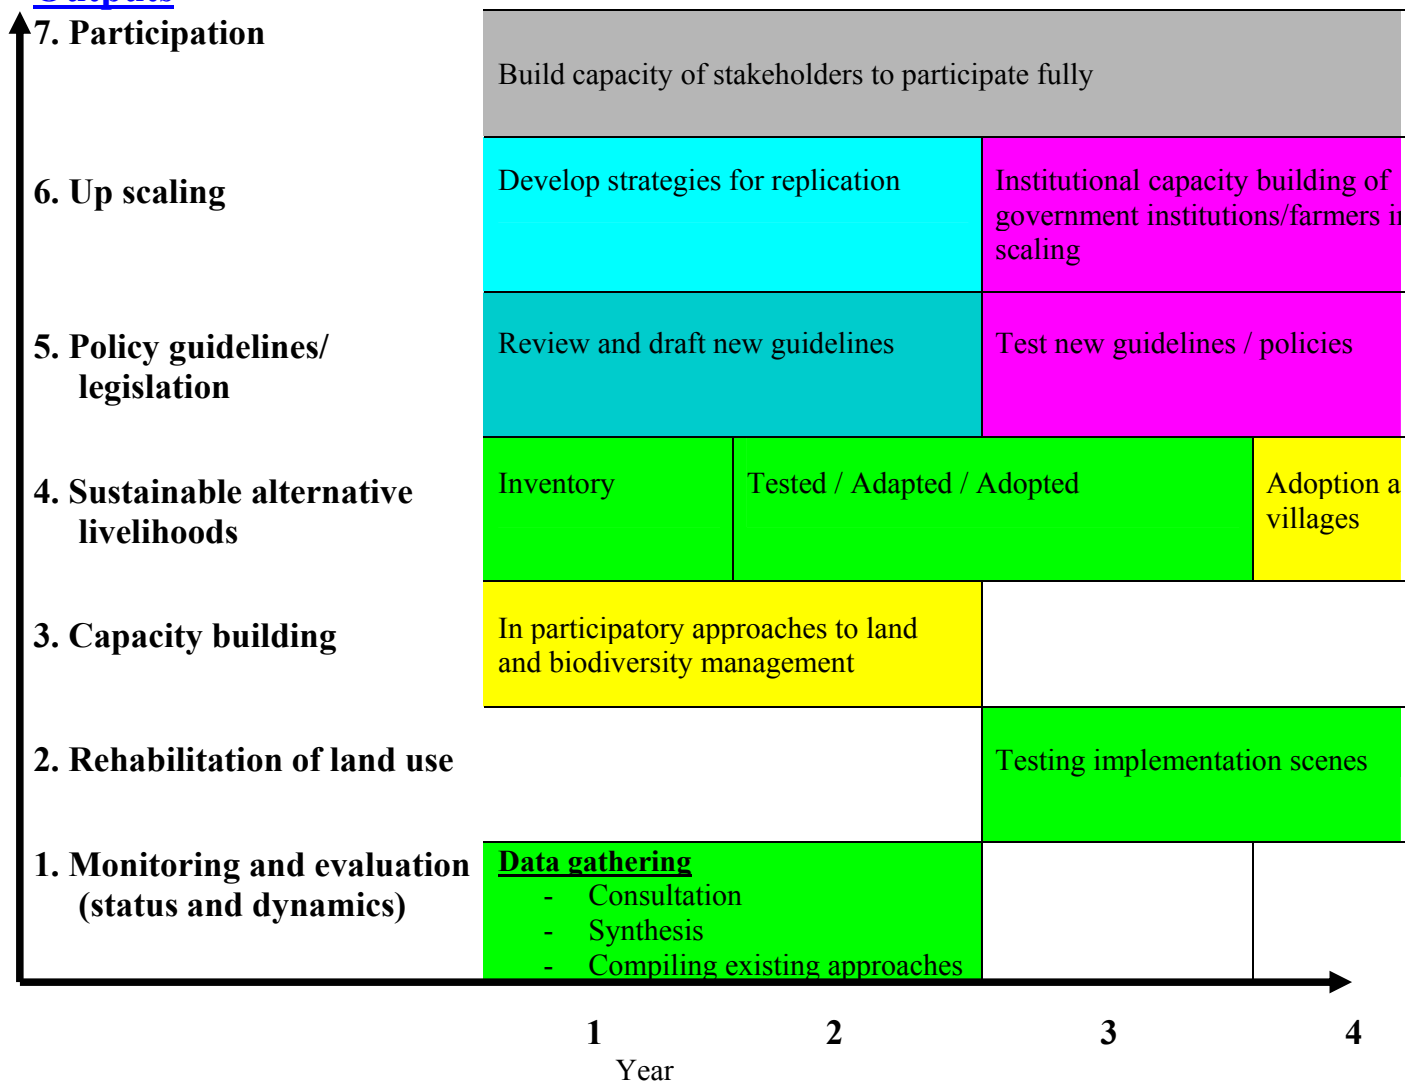 Outputs
7. Participation
Build capacity of stakeholders to participate fully
6. Up scaling
Develop strategies for replication
Institutional capacity building of
government institutions/farmers
scaling
5. Policy guidelines/
legislation
Review and draft new guidelines
Test new guidelines / policies
4. Sustainable alternative
livelihoods
Inventory
Tested / Adapted / Adopted
Adoption
villages
3. Capacity building
In participatory approaches to land
and biodiversity management
2. Rehabilitation of land use
Testing implementation scenes
1. Monitoring and evaluation
(status and dynamics)
Data gathering
- Consultation
- Synthesis
- Compiling existing approaches
1 2 3 4
Year